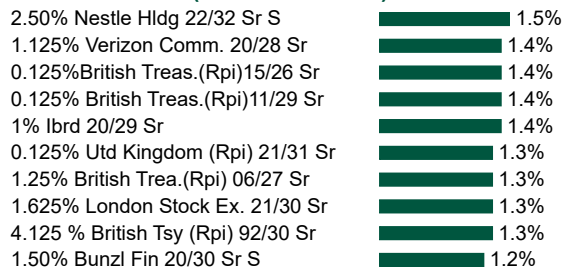 2.50% Nestle Hldg 22/32 Sr S 1.5%
1.125% Verizon Comm. 20/28 Sr 1.4%
0.125%British Treas.(Rpi)15/26 Sr 1.4%
0.125% British Treas.(Rpi)11/29 Sr 1.4%
1% Ibrd 20/29 Sr 1.4%
0.125% Utd Kingdom (Rpi) 21/31 Sr 1.3%
1.25% British Trea.(Rpi) 06/27 Sr 1.3%
1.625% London Stock Ex. 21/30 Sr 1.3%
4.125 % British Tsy (Rpi) 92/30 Sr 1.3%
1.50% Bunzl Fin 20/30 Sr S 1.2%